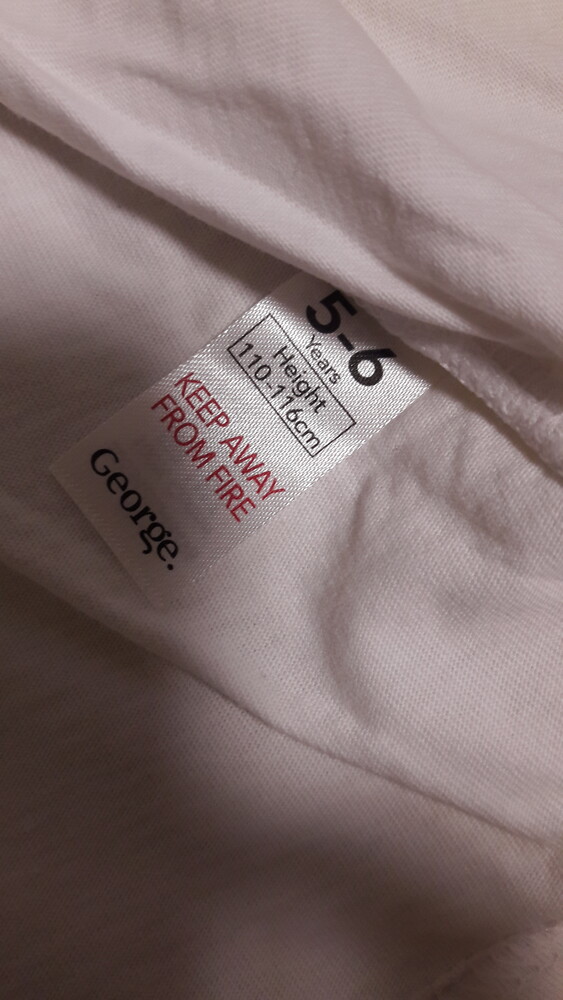 5-6
Years
Height
110-116cm
KEEP AWAY
FROM FIRE
George.